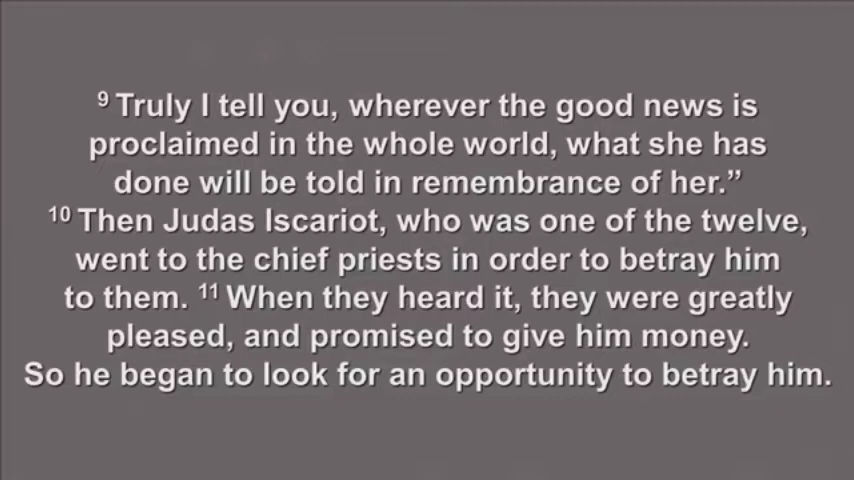 9 Truly I tell you, wherever the good news is
proclaimed in the whole world, what she has
done will be told in remembrance of her.”
10 Then Judas Iscariot, who was one of the twelve,
went to the chief priests in order to betray him
to them. 11 When they heard it, they were greatly
pleased, and promised to give him money.
So he began to look for an opportunity to betray him.